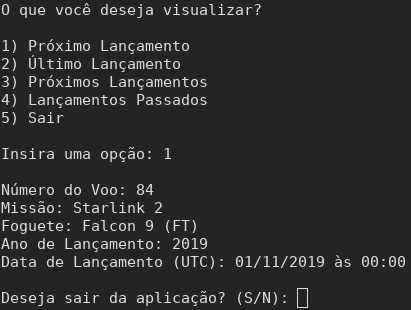 O que você deseja visualizar?
1) Próximo Lançamento
2) Último Lançamento
3) Próximos Lançamentos
4) Lançamentos Passados
5) Sair
Insira uma opção: 1
Número do Voo: 84
Missão: Starlink 2
Foguete: Falcon 9 (FT)
Ano de Lançamento: 2019
Data de Lançamento (UTC): 01/11/2019 às 00:00
Deseja sair da aplicação? (S/N):